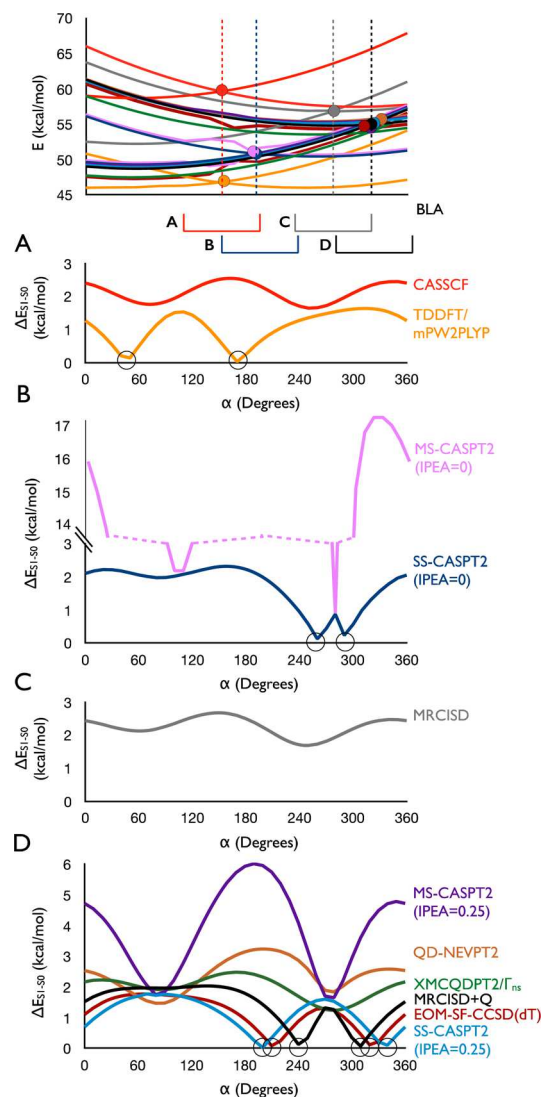 70
65
60
55
50
45
E (kcal/mol)
BLA
A
C
B
D
A
3
2
1
0
ΔE_S1-S0
(kcal/mol)
CASSCF
TDDFT/
mPW2PLYP
0 60 120 180 240 300 360
α (Degrees)
B
17
16
15
14
3
2
1
0
ΔE_S1-S0 (kcal/mol)
MS-CASPT2
(IPEA=0)
SS-CASPT2
(IPEA=0)
0 60 120 180 240 300 360
α (Degrees)
C
3
2
1
0
ΔE_S1-S0
(kcal/mol)
MRCISD
0 60 120 180 240 300 360
α (Degrees)
D
6
5
4
3
2
1
0
ΔE_S1-S0 (kcal/mol)
MS-CASPT2
(IPEA=0.25)
QD-NEVPT2
XMCQDPT2/Γns
MRCISD+Q
EOM-SF-CCSD(dT)
SS-CASPT2
(IPEA=0.25)
0 60 120 180 240 300 360
α (Degrees)